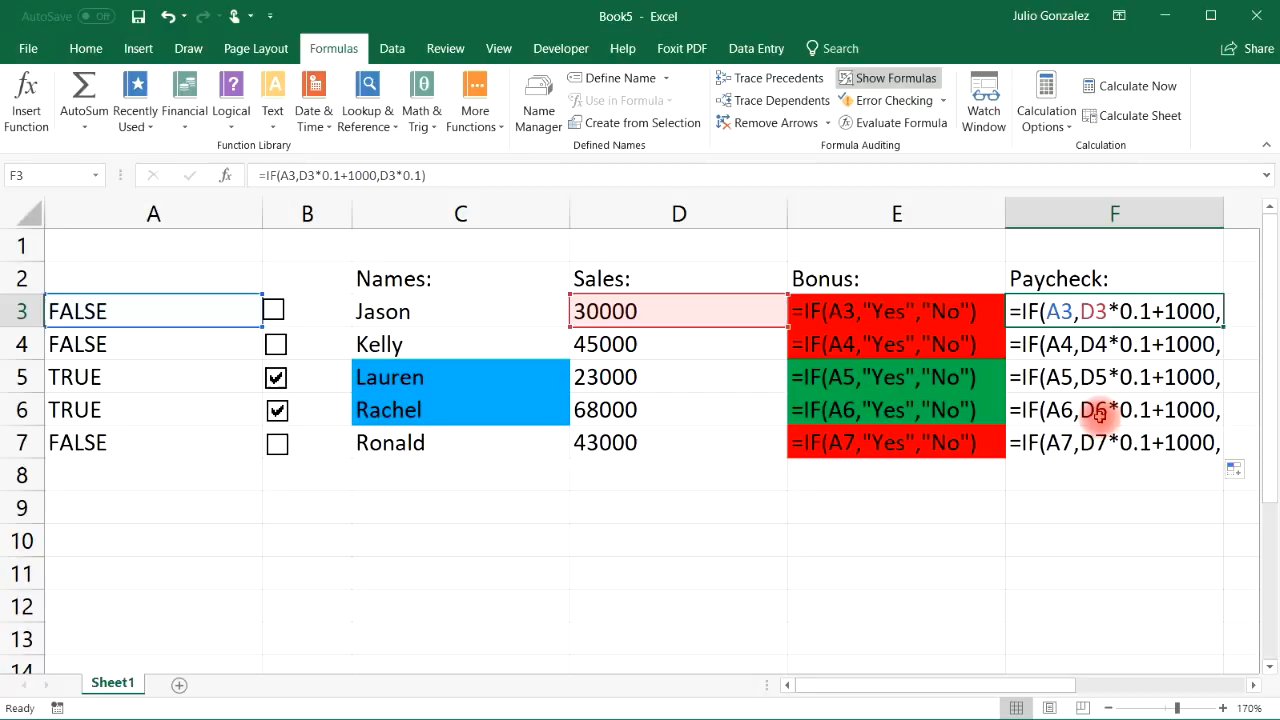 AutoSave Off Book5 - Excel Julio Gonzalez
File Home Insert Draw Page Layout Formulas Data Review View Developer Help Foxit PDF Data Entry Search Share
Insert Function
AutoSum
Recently Used
Financial
Logical
Text
Date & Time
Lookup & Reference
Math & Trig
More Functions
Function Library
Name Manager
Define Name
Use in Formula
Create from Selection
Defined Names
Trace Precedents
Trace Dependents
Remove Arrows
Show Formulas
Error Checking
Evaluate Formula
Formula Auditing
Watch Window
Calculation Options
Calculate Now
Calculate Sheet
Calculation
F3 fx =IF(A3,D3*0.1+1000,D3*0.1)
A B C D E F
1
2 Names: Sales: Bonus: Paycheck:
3 FALSE Jason 30000 =IF(A3,"Yes","No") =IF(A3,D3*0.1+1000,
4 FALSE Kelly 45000 =IF(A4,"Yes","No") =IF(A4,D4*0.1+1000,
5 TRUE Lauren 23000 =IF(A5,"Yes","No") =IF(A5,D5*0.1+1000,
6 TRUE Rachel 68000 =IF(A6,"Yes","No") =IF(A6,D6*0.1+1000,
7 FALSE Ronald 43000 =IF(A7,"Yes","No") =IF(A7,D7*0.1+1000,
8
9
10
11
12
13
14
Sheet1
Ready 170%